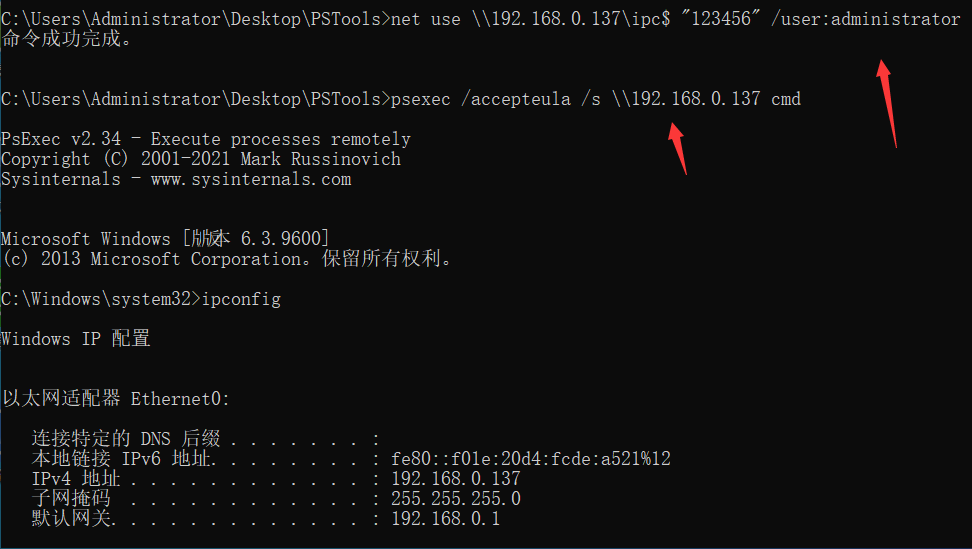 C:\Users\Administrator\Desktop\PSTools>net use \\192.168.0.137\ipc$ "123456" /user:administrator
命令成功完成。
C:\Users\Administrator\Desktop\PSTools>psexec /accepteula /s \\192.168.0.137 cmd
PsExec v2.34 - Execute processes remotely
Copyright (C) 2001-2021 Mark Russinovich
Sysinternals - www.sysinternals.com
Microsoft Windows [版本 6.3.9600]
(c) 2013 Microsoft Corporation。保留所有权利。
C:\Windows\system32>ipconfig
Windows IP 配置
以太网适配器 Ethernet0:
连接特定的 DNS 后缀 . . . . . . . :
本地链接 IPv6 地址. . . . . . . . : fe80::f01e:20d4:fcde:a521%12
IPv4 地址 . . . . . . . . . . . . : 192.168.0.137
子网掩码 . . . . . . . . . . . . : 255.255.255.0
默认网关. . . . . . . . . . . . . : 192.168.0.1